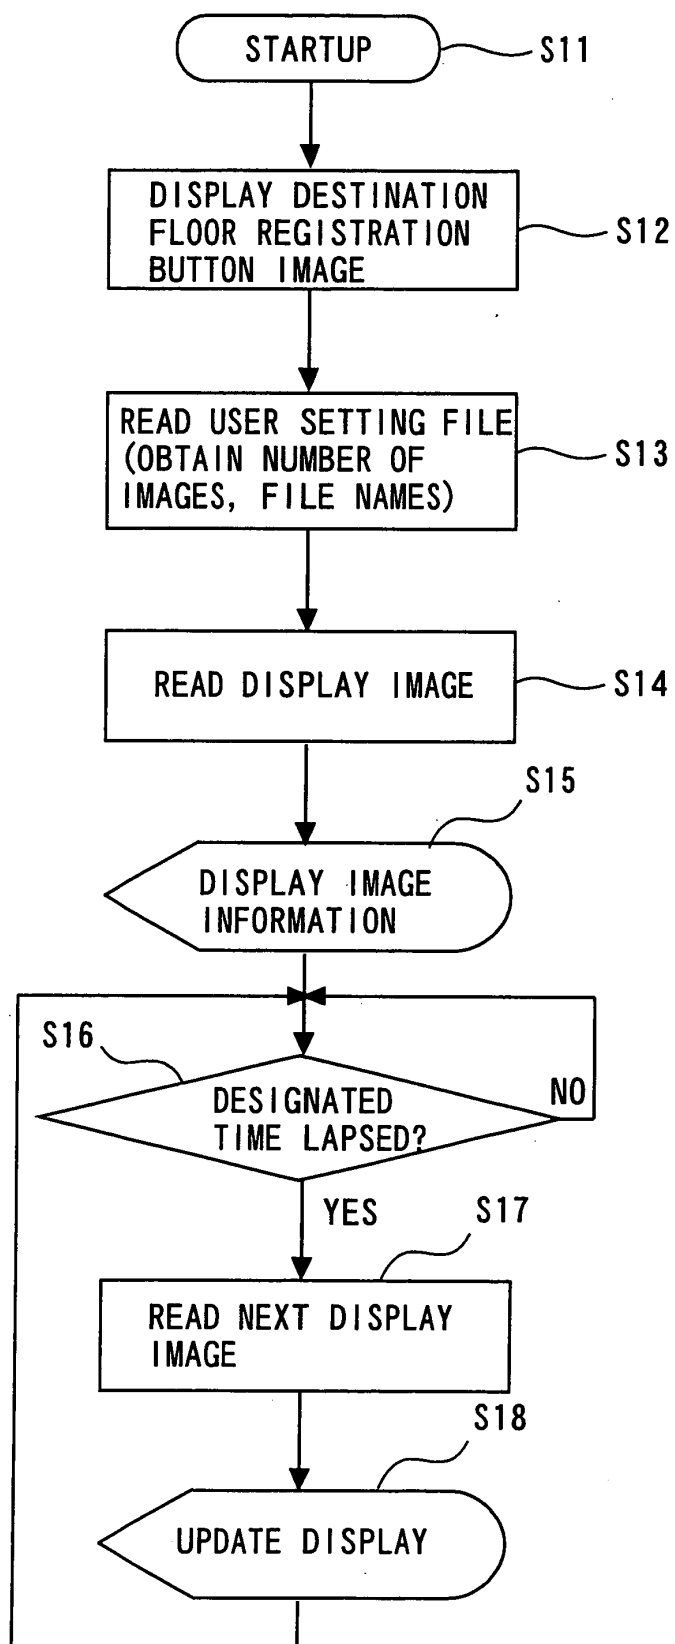 STARTUP
S11
DISPLAY DESTINATION
FLOOR REGISTRATION
BUTTON IMAGE
S12
READ USER SETTING FILE
(OBTAIN NUMBER OF
IMAGES, FILE NAMES)
S13
READ DISPLAY IMAGE
S14
S15
DISPLAY IMAGE
INFORMATION
S16
DESIGNATED
TIME LAPSED?
NO
YES
S17
READ NEXT DISPLAY
IMAGE
S18
UPDATE DISPLAY